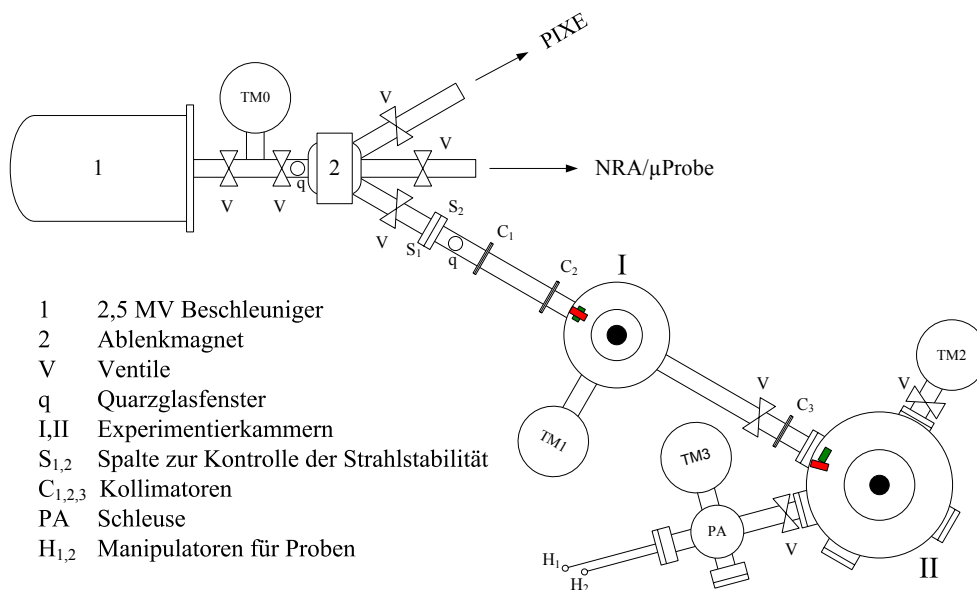 PIXE
V
TM0
V
1
2
NRA/µProbe
q
V
V
S₂
V
S₁
q
C₁
C₂
I
1 2,5 MV Beschleuniger
2 Ablenkmagnet
V Ventile
q Quarzglasfenster
I,II Experimentierkammern
S₁,₂ Spalte zur Kontrolle der Strahlstabilität
C₁,₂,₃ Kollimatoren
PA Schleuse
H₁,₂ Manipulatoren für Proben
TM1
V
C₃
V
TM2
TM3
PA
V
H₁
H₂
II